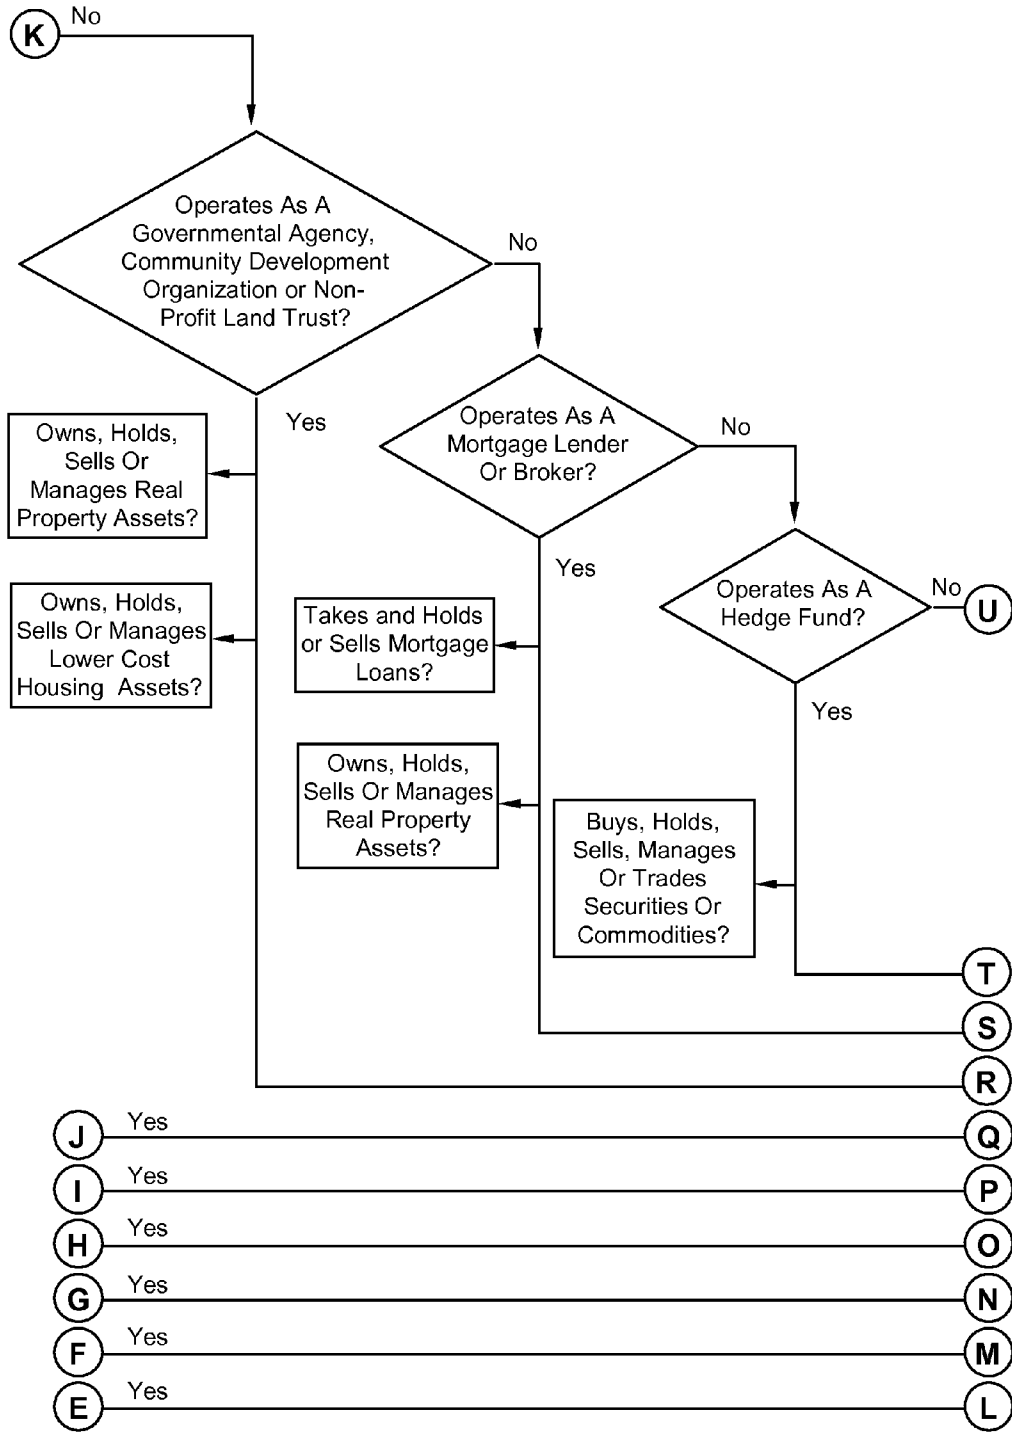 K
No
Operates As A
Governmental Agency,
Community Development
Organization or Non-
Profit Land Trust?
No
Yes
Owns, Holds,
Sells Or
Manages Real
Property Assets?
Owns, Holds,
Sells Or Manages
Lower Cost
Housing Assets?
Operates As A
Mortgage Lender
Or Broker?
No
Yes
Takes and Holds
or Sells Mortgage
Loans?
Owns, Holds,
Sells Or Manages
Real Property
Assets?
Operates As A
Hedge Fund?
No
U
Yes
Buys, Holds,
Sells, Manages
Or Trades
Securities Or
Commodities?
T
S
R
J Yes Q
I Yes P
H Yes O
G Yes N
F Yes M
E Yes L